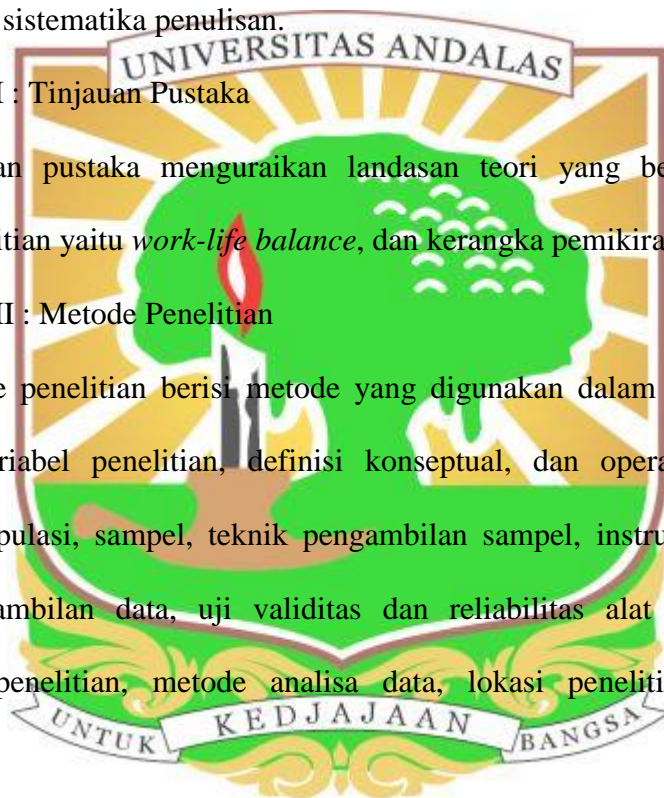 sistematika penulisan.
UNIVERSITAS ANDALAS
I : Tinjauan Pustaka
an pustaka menguraikan landasan teori yang be
itian yaitu work-life balance, dan kerangka pemikira
II : Metode Penelitian
e penelitian berisi metode yang digunakan dalam
riabel penelitian, definisi konseptual, dan opera
pulasi, sampel, teknik pengambilan sampel, instru
ambilan data, uji validitas dan reliabilitas alat
penelitian, metode analisa data, lokasi peneliti
UNTUK KEDJAJAAN BANGSA